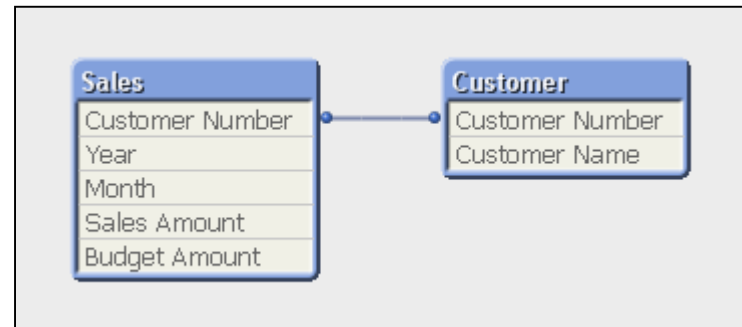 Sales
Customer Number
Year
Month
Sales Amount
Budget Amount
Customer
Customer Number
Customer Name